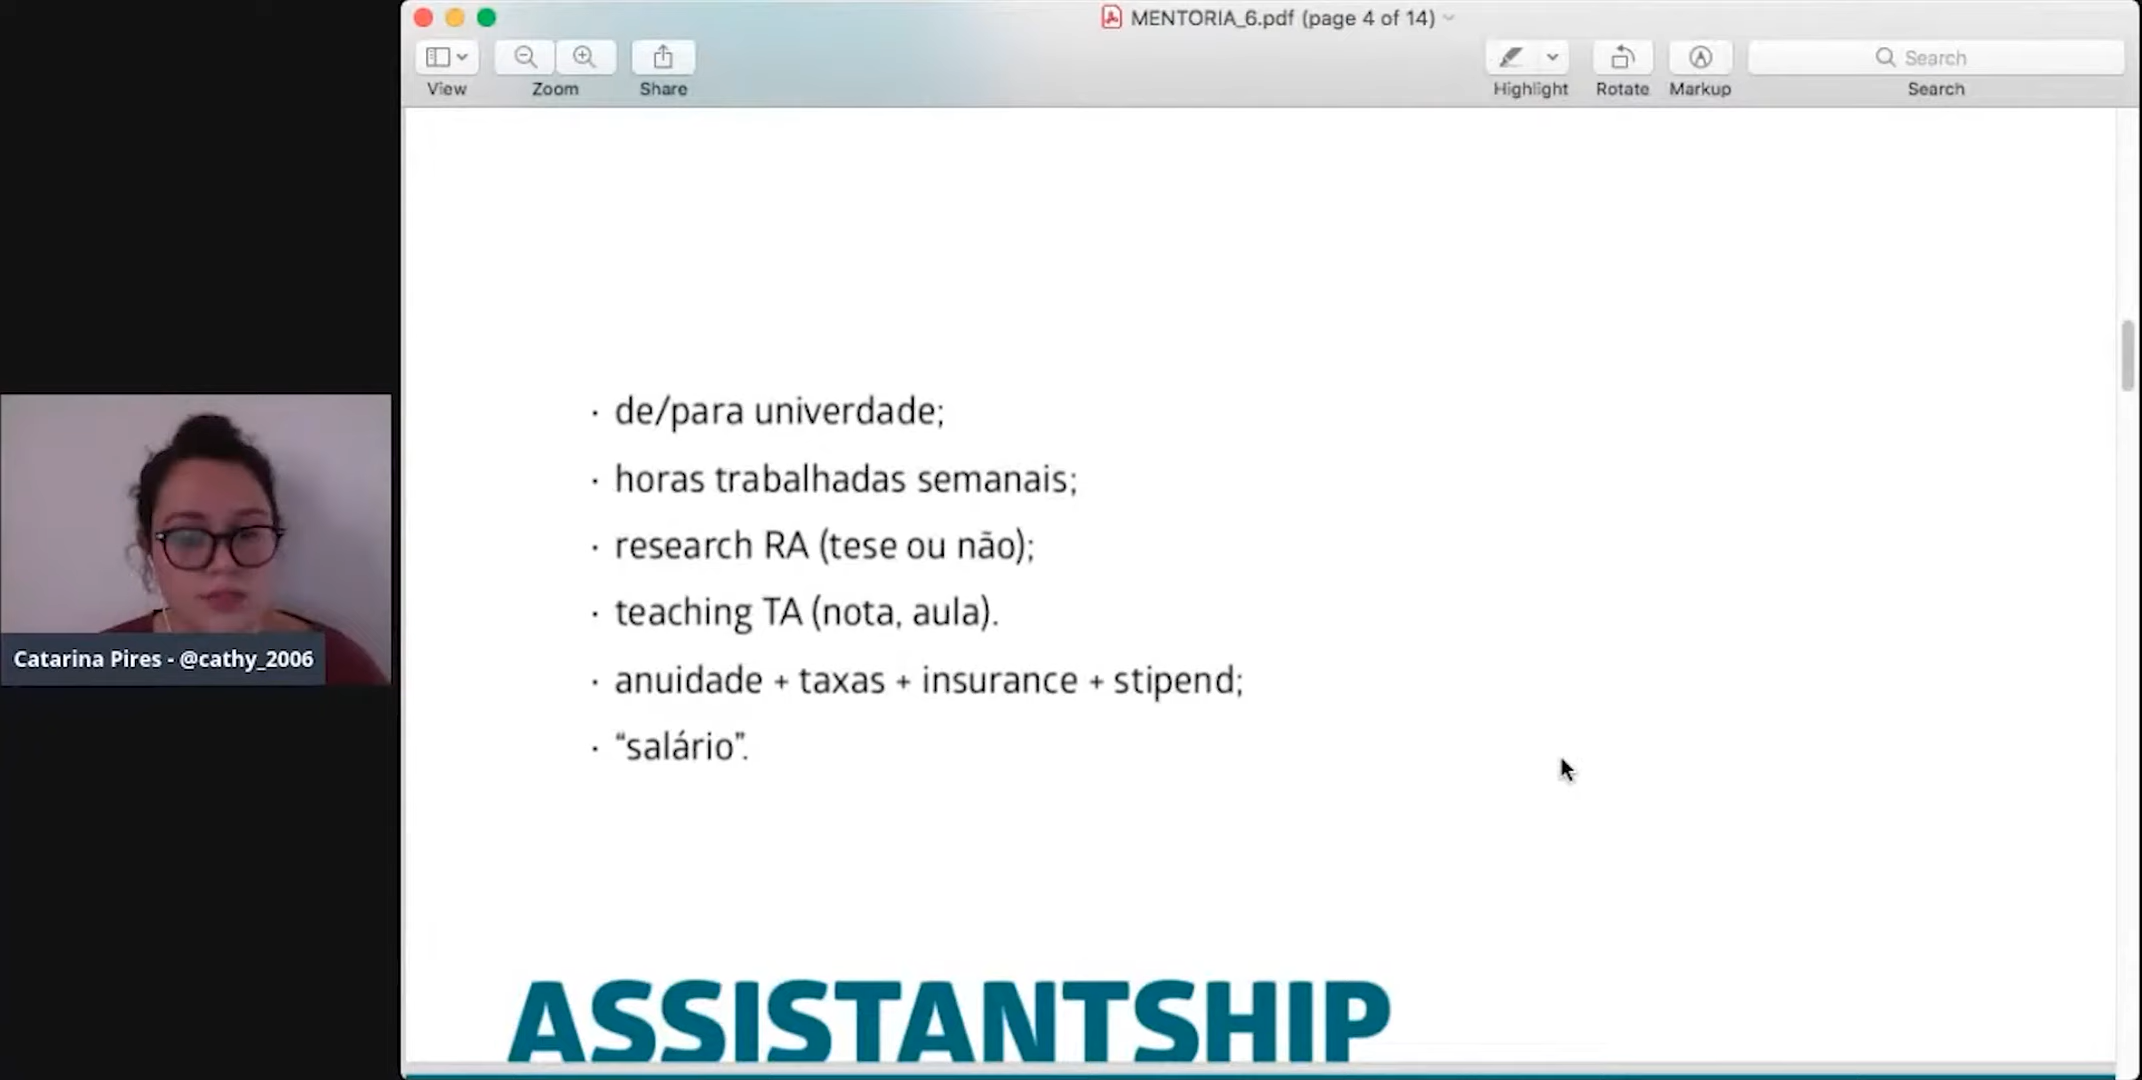 MENTORIA_6.pdf (page 4 of 14)
View
Zoom
Share
Highlight
Rotate
Markup
Search
Search
· de/para univerdade;
· horas trabalhadas semanais;
· research RA (tese ou não);
· teaching TA (nota, aula).
· anuidade + taxas + insurance + stipend;
· “salário”.
ASSISTANTSHIP
Catarina Pires - @cathy_2006